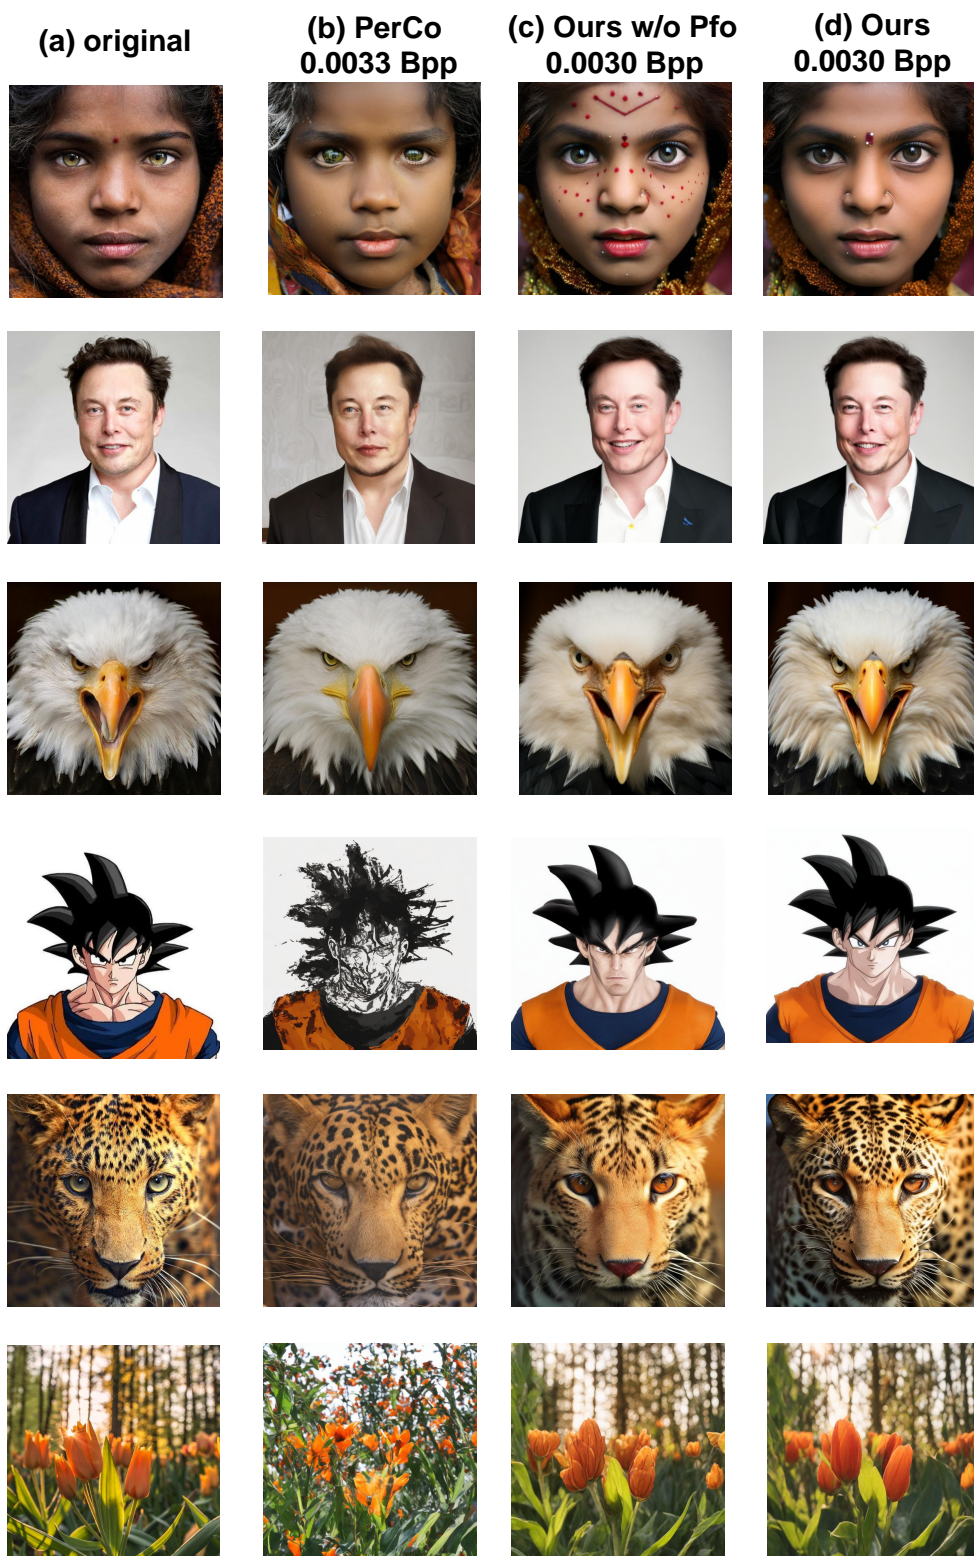 (a) original
(b) PerCo
0.0033 Bpp
(c) Ours w/o Pfo
0.0030 Bpp
(d) Ours
0.0030 Bpp